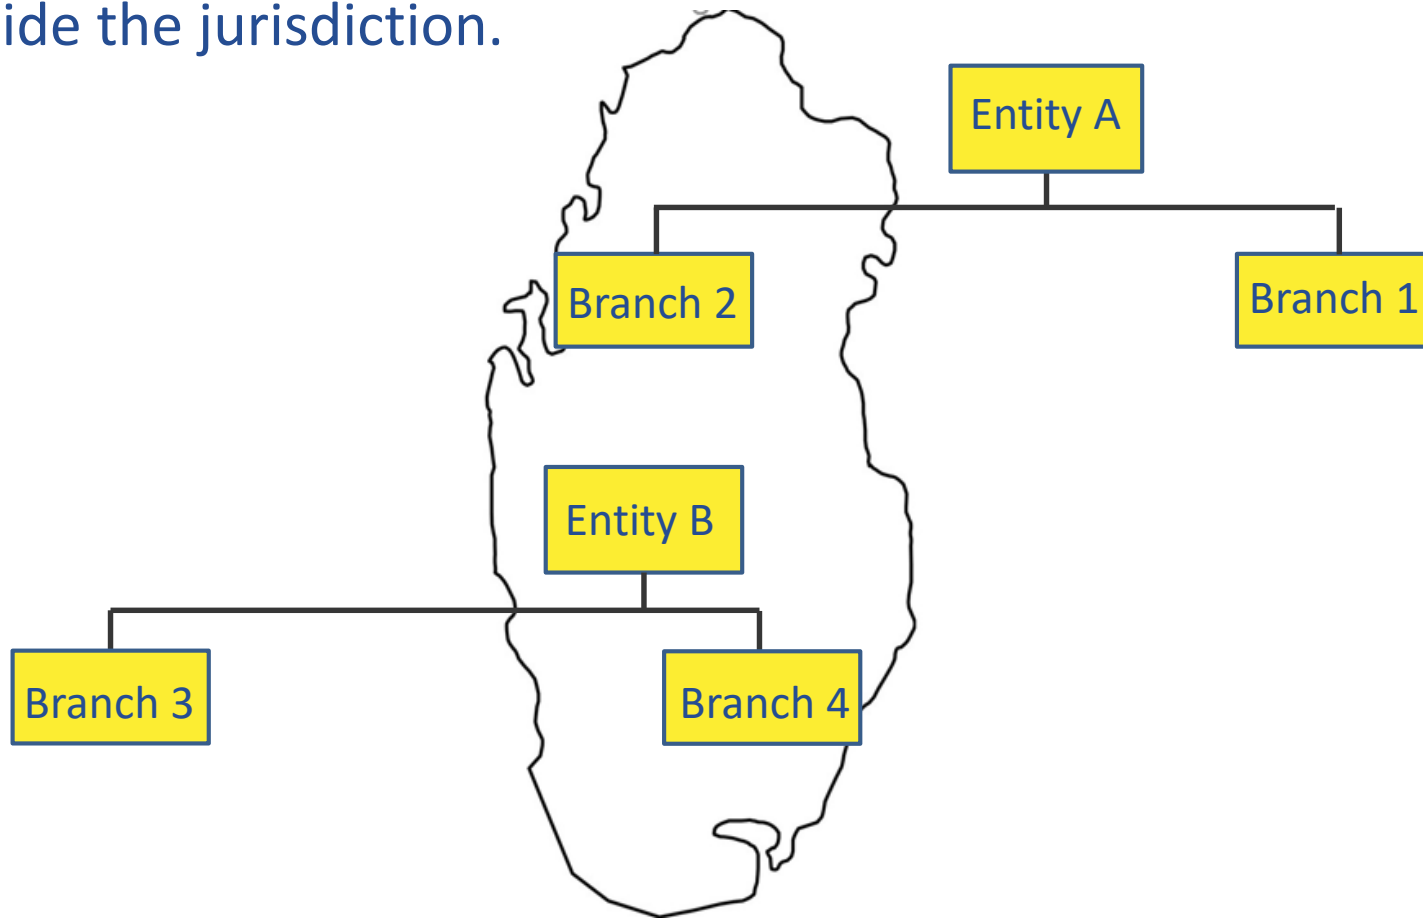 ide the jurisdiction.
Entity A
Branch 2
Branch 1
Entity B
Branch 3
Branch 4